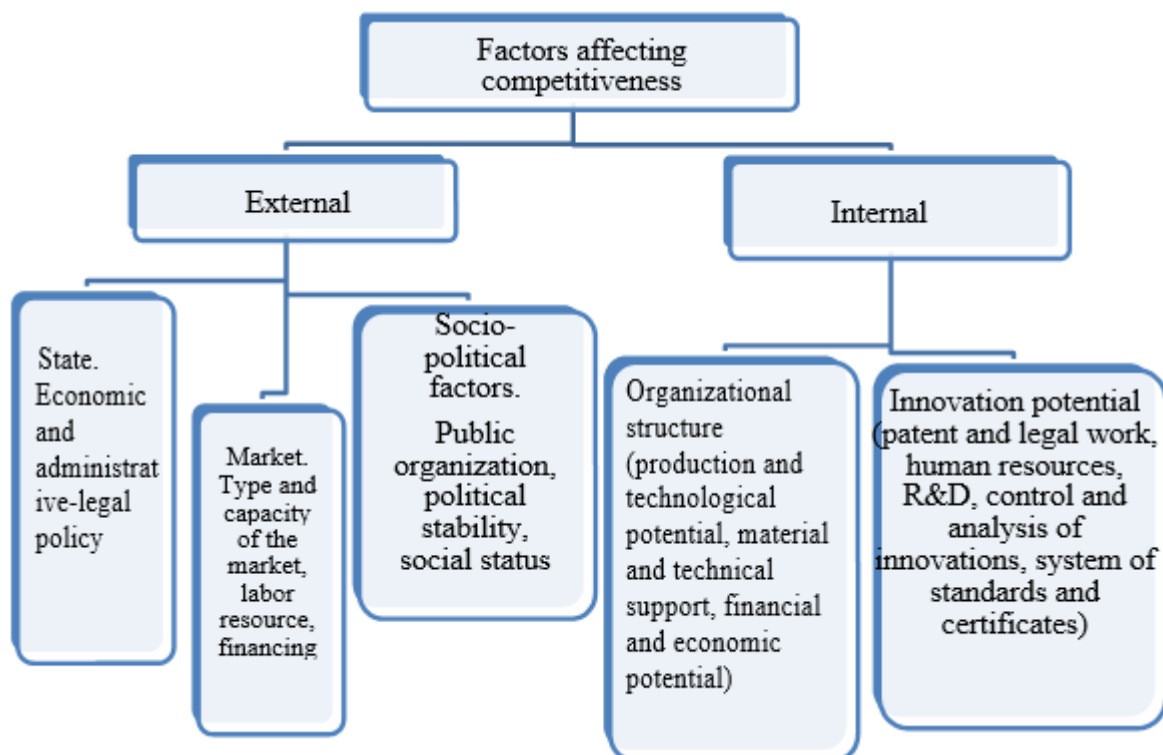 Factors affecting
competitiveness
External
Internal
State.
Economic
and
administrat
ive-legal
policy
Market.
Type and
capacity
of the
market,
labor
resource,
financing
Socio-
political
factors.
Public
organization,
political
stability,
social status
Organizational
structure
(production and
technological
potential, material
and technical
support, financial
and economic
potential)
Innovation potential
(patent and legal work,
human resources,
R&D, control and
analysis of
innovations, system of
standards and
certificates)